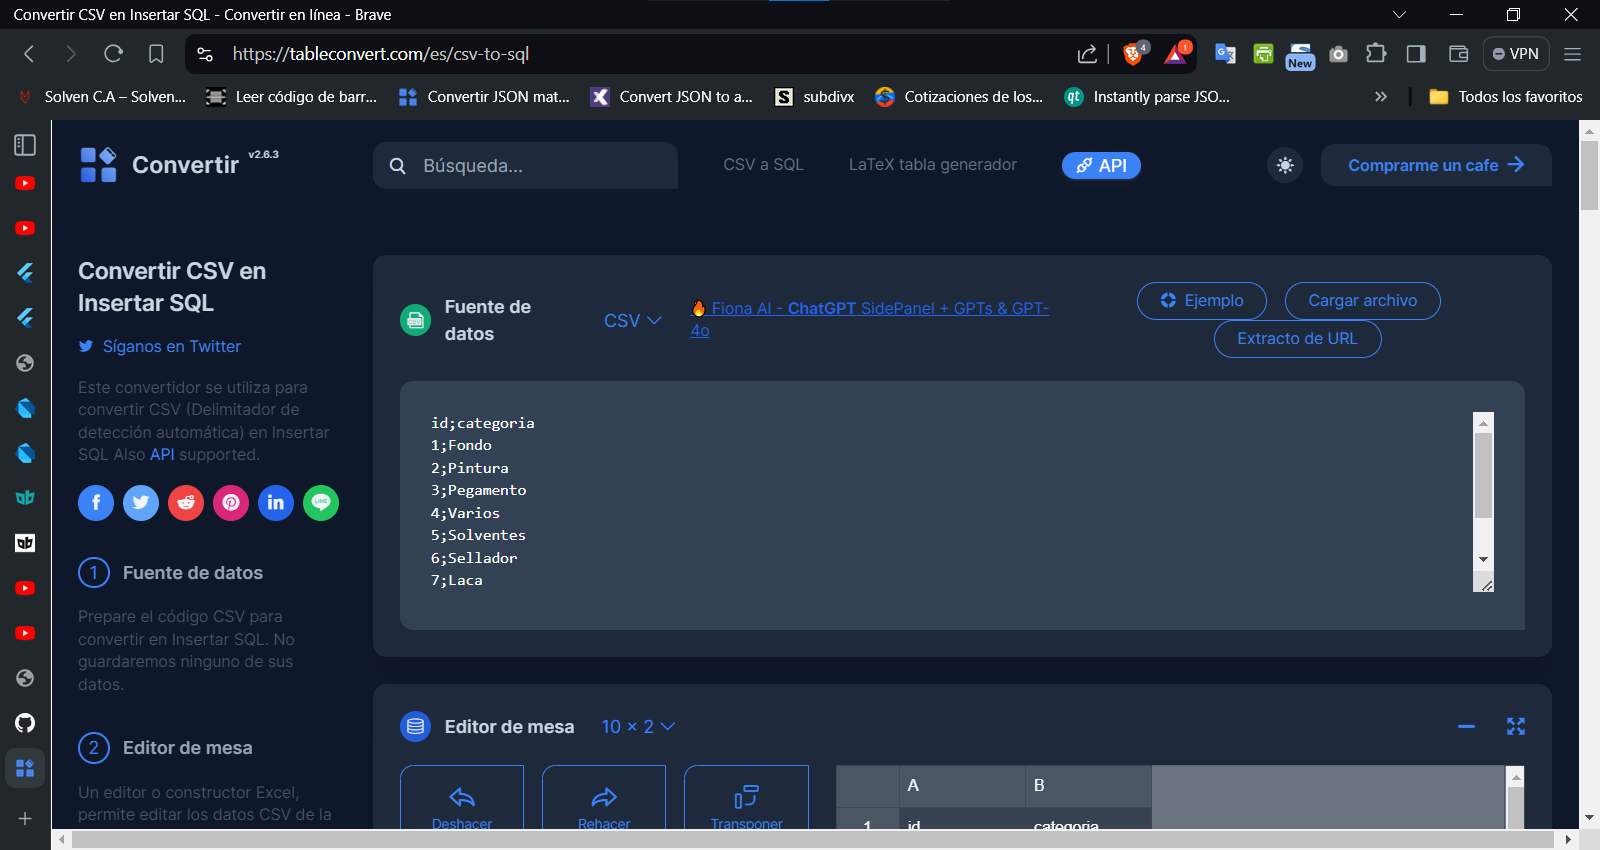 Convertir CSV en Insertar SQL - Convertir en línea - Brave
https://tableconvert.com/es/csv-to-sql
4
1
New
VPN
Solven C.A – Solven...
Leer código de barr...
Convertir JSON mat...
Convert JSON to a...
subdivx
Cotizaciones de los...
Instantly parse JSO...
Todos los favoritos
Convertir v2.6.3
Búsqueda...
CSV a SQL
LaTeX tabla generador
API
Comprarme un cafe
Convertir CSV en
Insertar SQL
Síganos en Twitter
Este convertidor se utiliza para
convertir CSV (Delimitador de
detección automática) en Insertar
SQL Also API supported.
LINE
1 Fuente de datos
Prepare el código CSV para
convertir en Insertar SQL. No
guardaremos ninguno de sus
datos.
2 Editor de mesa
Un editor o constructor Excel,
permite editar los datos CSV de la
Fuente de
datos
CSV
Fiona AI - ChatGPT SidePanel + GPTs & GPT-
4o
Ejemplo
Cargar archivo
Extracto de URL
id;categoria
1;Fondo
2;Pintura
3;Pegamento
4;Varios
5;Solventes
6;Sellador
7;Laca
Editor de mesa
10 × 2
Deshacer
Rehacer
Transponer
A B
1 id categoria